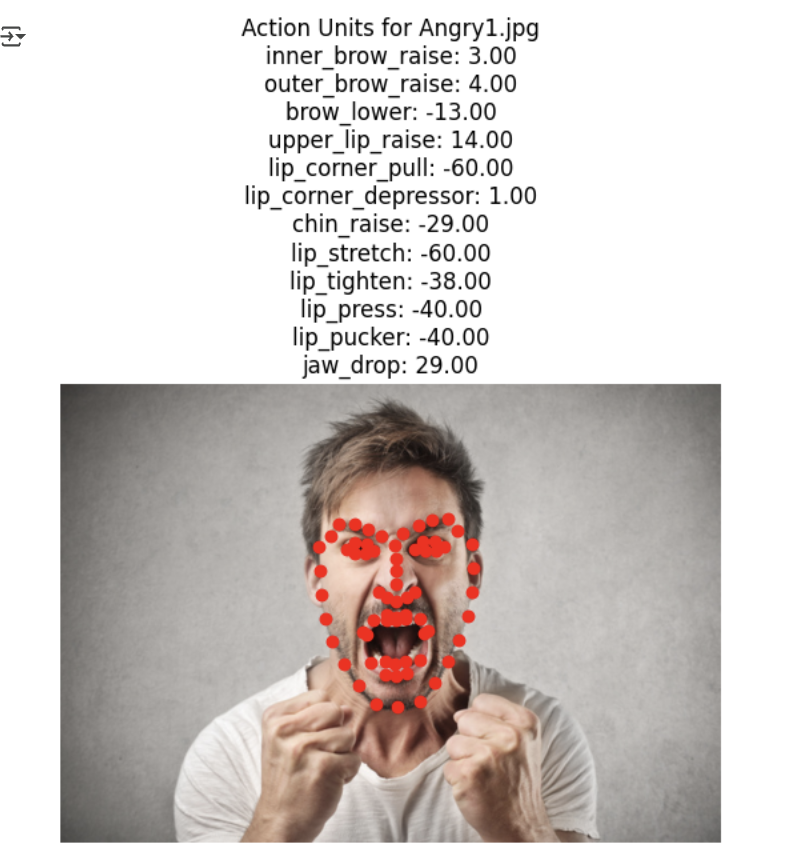 Action Units for Angry1.jpg
inner_brow_raise: 3.00
outer_brow_raise: 4.00
brow_lower: -13.00
upper_lip_raise: 14.00
lip_corner_pull: -60.00
lip_corner_depressor: 1.00
chin_raise: -29.00
lip_stretch: -60.00
lip_tighten: -38.00
lip_press: -40.00
lip_pucker: -40.00
jaw_drop: 29.00